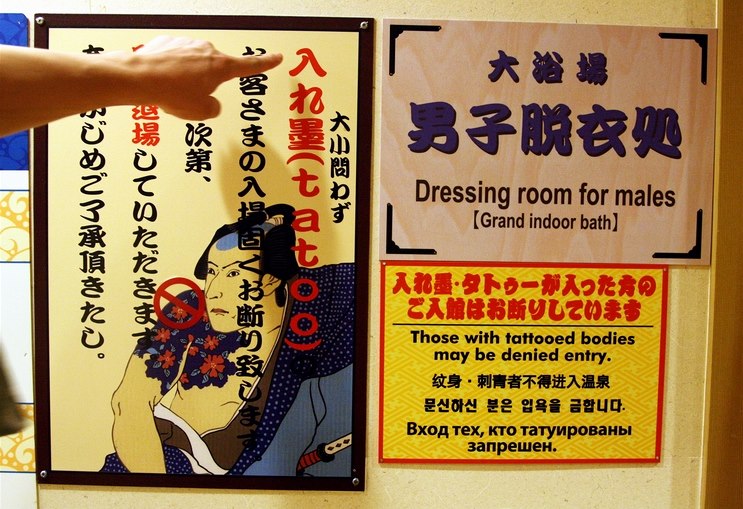 大小問わず
入れ墨(tatoo)
お客さまの入場固くお断り致します
次第、
退場していただきます
あらかじめご了承頂きたし。
大浴場
男子脱衣処
Dressing room for males
【Grand indoor bath】
入れ墨・タトゥーが入った方の
ご入館はお断りしています
Those with tattooed bodies
may be denied entry.
纹身・刺青者不得进入温泉
문신하신 분은 입욕을 금합니다.
Вход тех, кто татуированы
запрешен.